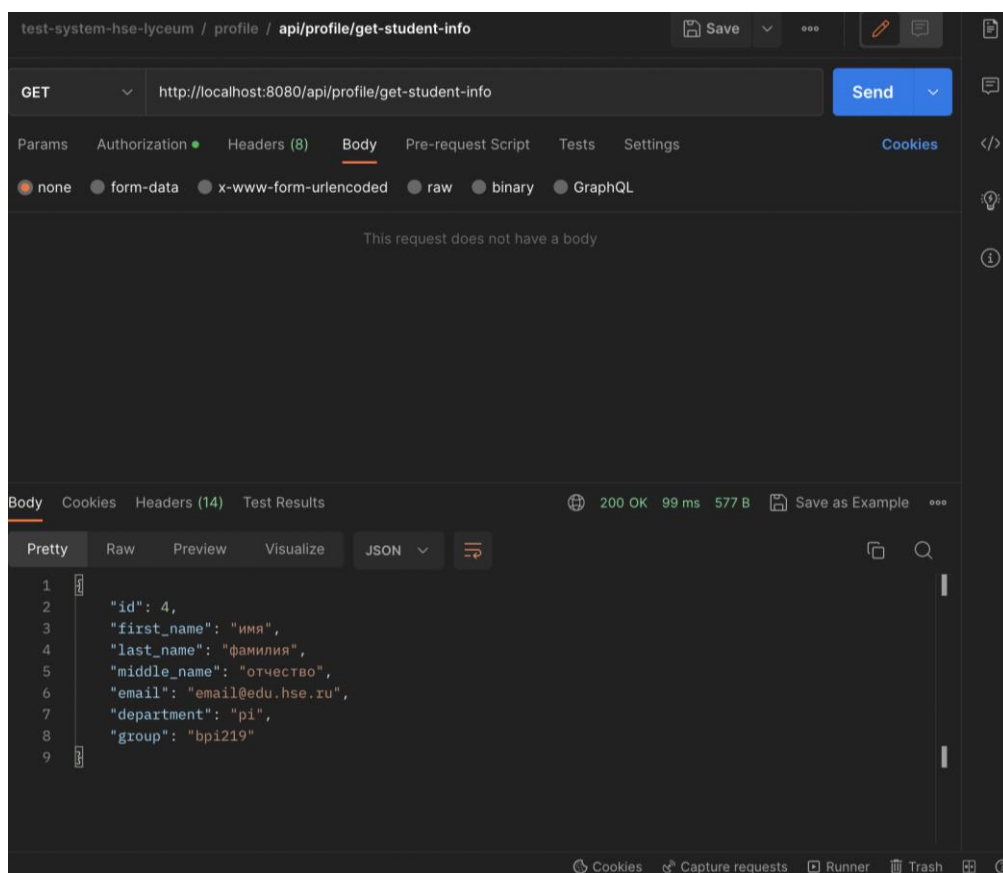 test-system-hse-lyceum / profile / api/profile/get-student-info Save
GET http://localhost:8080/api/profile/get-student-info Send
Params Authorization Headers (8) Body Pre-request Script Tests Settings Cookies
none form-data x-www-form-urlencoded raw binary GraphQL
This request does not have a body
Body Cookies Headers (14) Test Results 200 OK 99 ms 577 B Save as Example
Pretty Raw Preview Visualize JSON
1 {
2 "id": 4,
3 "first_name": "имя",
4 "last_name": "фамилия",
5 "middle_name": "отчество",
6 "email": "email@edu.hse.ru",
7 "department": "pi",
8 "group": "bpi219"
9 }
Cookies Capture requests Runner Trash